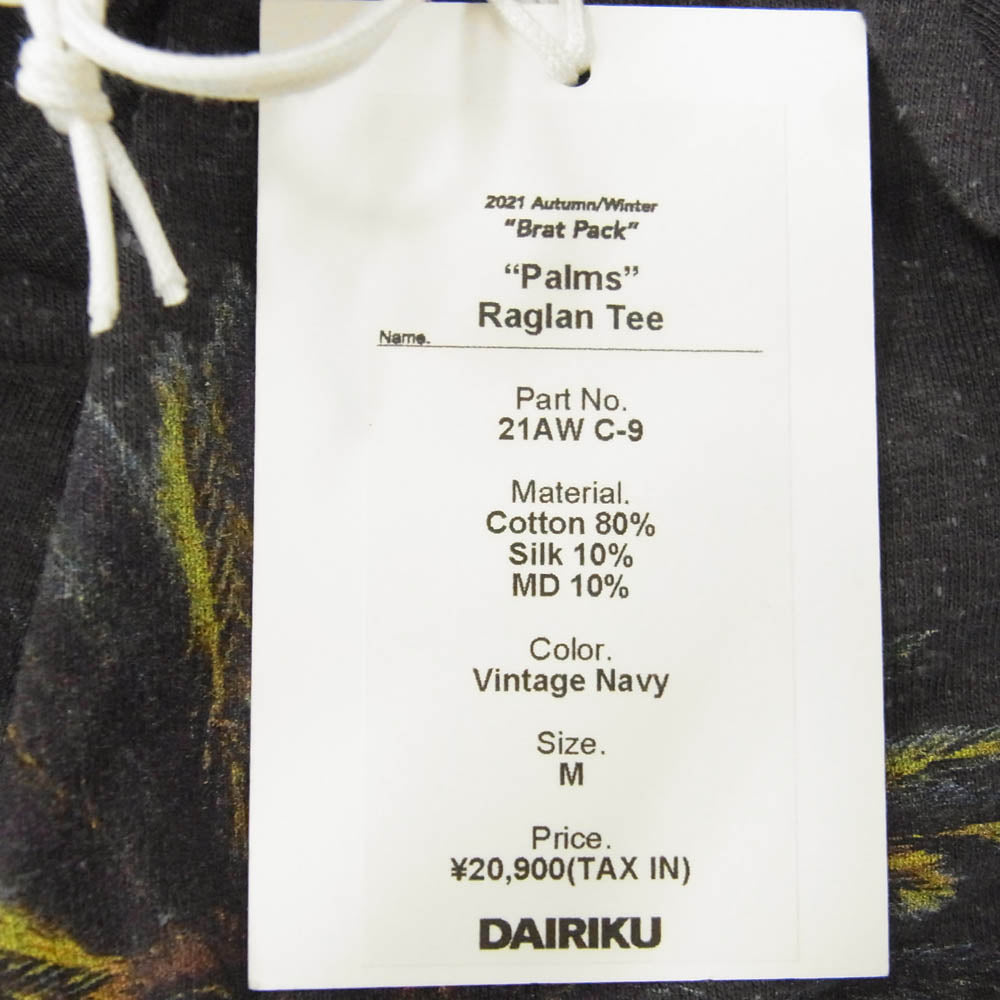 2021 Autumn/Winter
"Brat Pack"
“Palms”
Raglan Tee
Name.
Part No.
21AW C-9
Material.
Cotton 80%
Silk 10%
MD 10%
Color.
Vintage Navy
Size.
M
Price.
¥20,900(TAX IN)
DAIRIKU